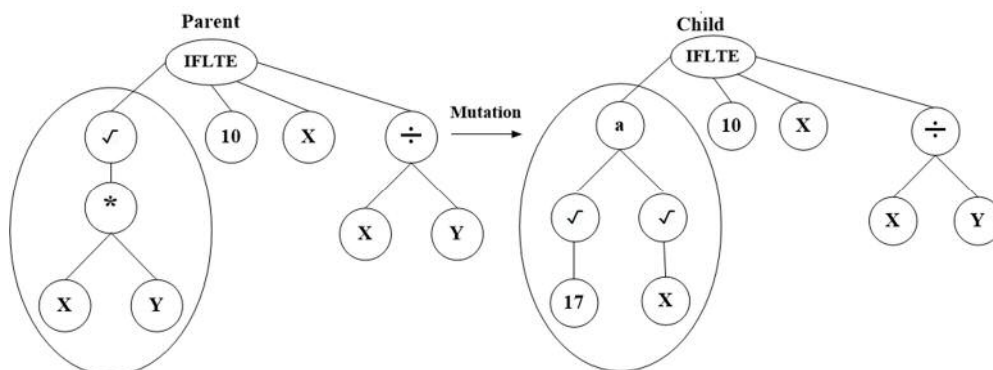 Parent
IFLTE
√ 10 X ÷
*
X Y
X Y
Mutation
Child
IFLTE
a 10 X ÷
√ √
X Y
17 X